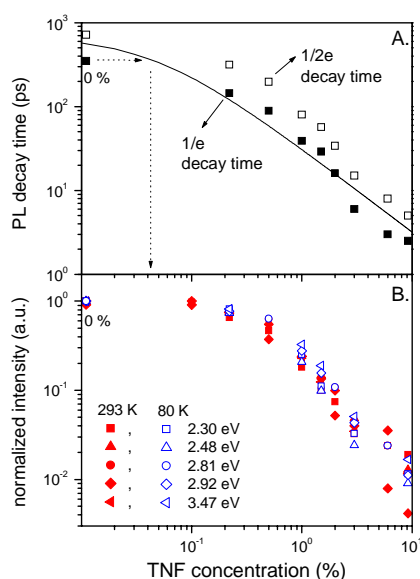 A.
PL decay time (ps)
10³
10²
10¹
10⁰
0 %
1/2e
decay time
1/e
decay time
B.
normalized intensity (a.u.)
10⁰
10⁻¹
10⁻²
0 %
293 K 80 K
, 2.30 eV
, 2.48 eV
, 2.81 eV
, 2.92 eV
, 3.47 eV
10⁻¹ 10⁰ 10¹
TNF concentration (%)